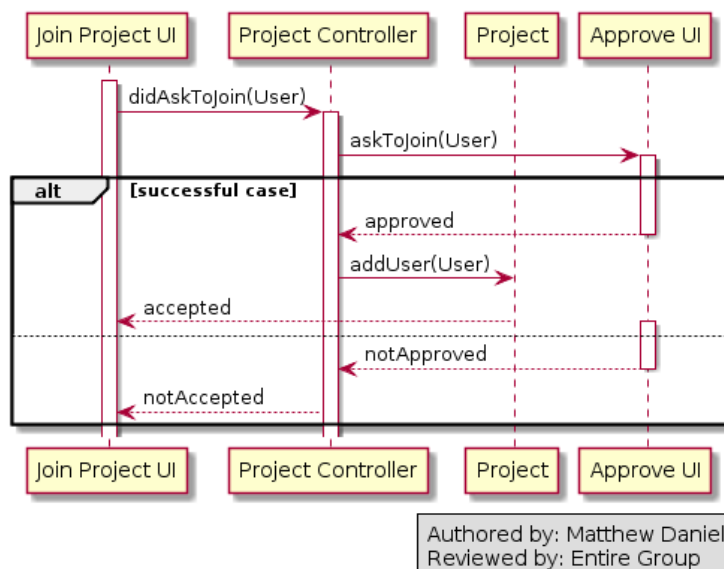 Join Project UI Project Controller Project Approve UI
didAskToJoin(User)
askToJoin(User)
alt [successful case]
approved
addUser(User)
accepted
notApproved
notAccepted
Join Project UI Project Controller Project Approve UI
Authored by: Matthew Daniel
Reviewed by: Entire Group